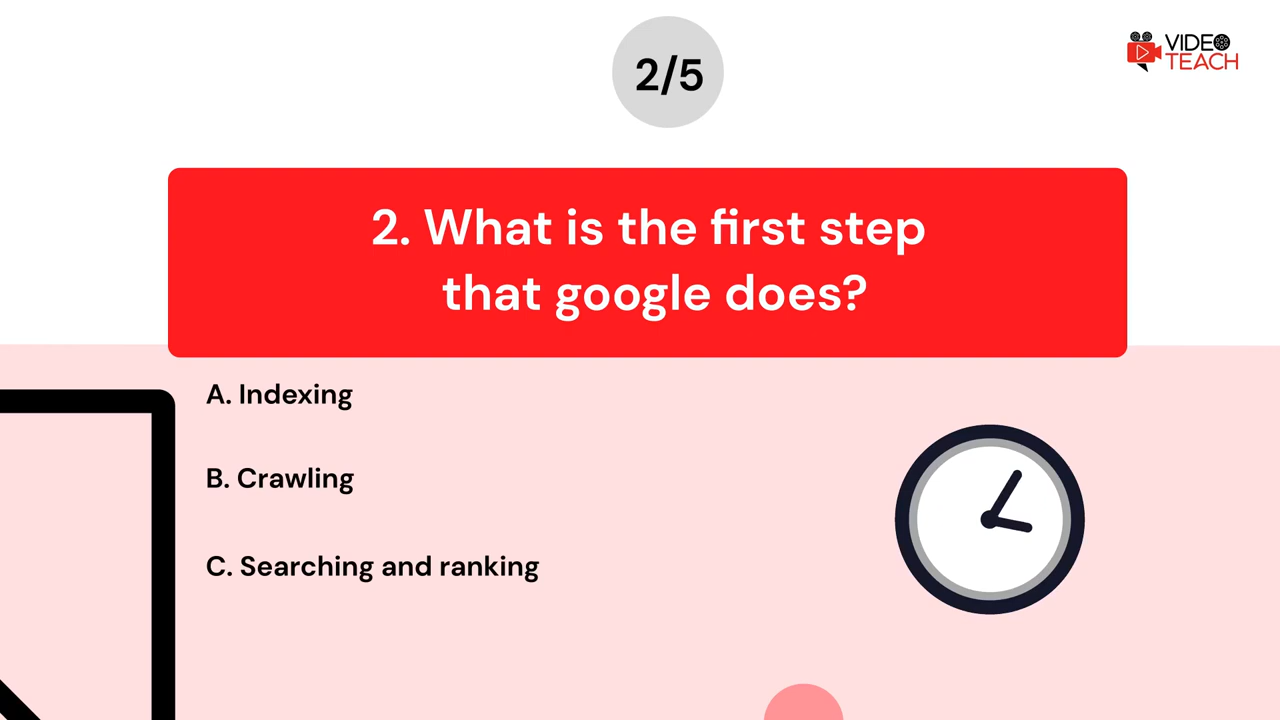 2/5
VIDEO
TEACH
2. What is the first step
that google does?
A. Indexing
B. Crawling
C. Searching and ranking